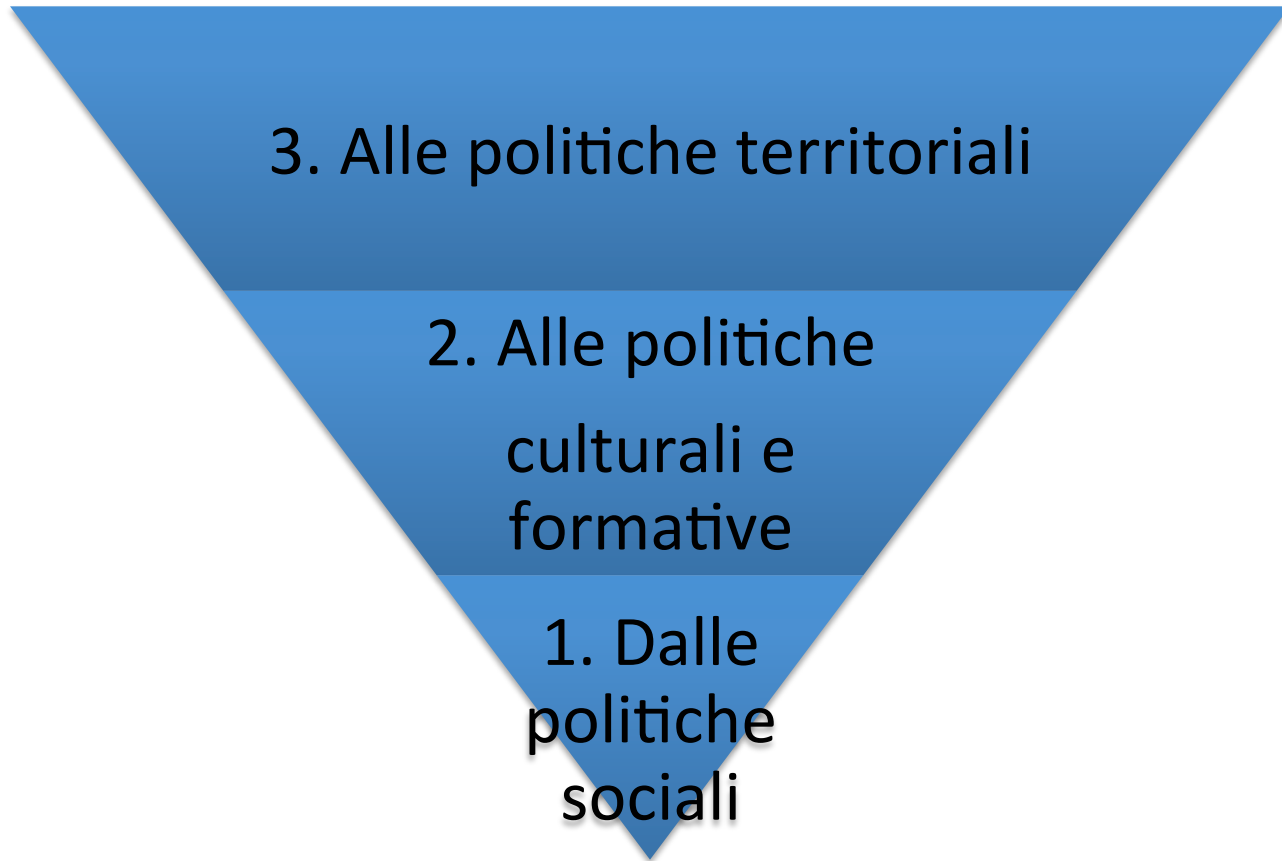 3. Alle politiche territoriali
2. Alle politiche
culturali e
formative
1. Dalle
politiche
sociali